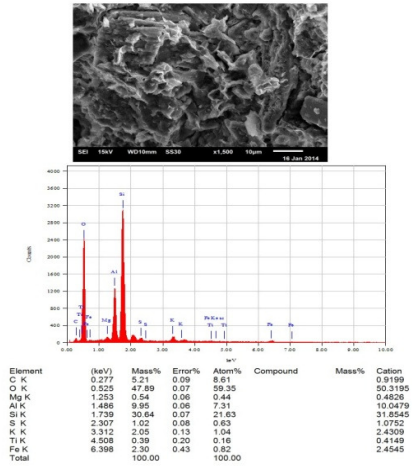 SEI 15kV WD10mm SS30 x1,500 10μm
16 Jan 2014
4000
3600
3200
2800
2400
2000
1600
1200
800
400
0
Counts
Si
O
Al
C
Mg
S
S
K
K
Ti
Ti
Fe
Fe
0.00 1.00 2.00 3.00 4.00 5.00 6.00 7.00 8.00 9.00 10.00
keV
Element (keV) Mass% Error% Atom% Compound Mass% Cation
C K 0.277 5.21 0.09 8.61 0.9199
O K 0.525 47.89 0.07 59.35 50.3195
Mg K 1.253 0.54 0.06 0.44 0.4826
Al K 1.486 9.95 0.06 7.31 10.0479
Si K 1.739 30.64 0.07 21.63 31.8545
S K 2.307 1.02 0.08 0.63 1.0752
K K 3.312 2.05 0.13 1.04 2.4309
Ti K 4.508 0.39 0.20 0.16 0.4149
Fe K 6.398 2.30 0.43 0.82 2.4545
Total 100.00 100.00